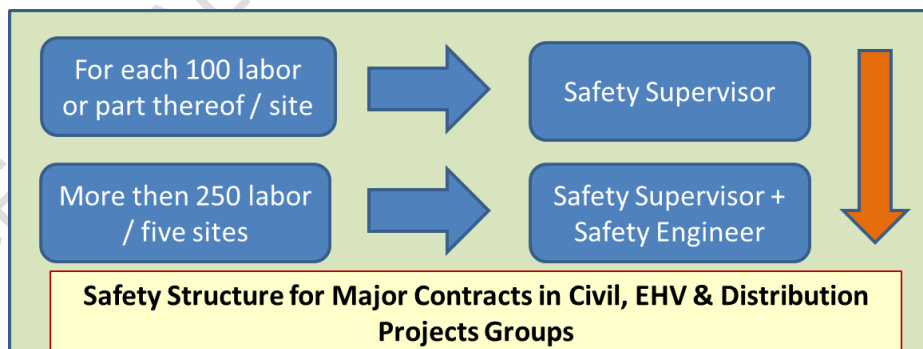 For each 100 labor
or part thereof / site
Safety Supervisor
More then 250 labor
/ five sites
Safety Supervisor +
Safety Engineer
Safety Structure for Major Contracts in Civil, EHV & Distribution
Projects Groups